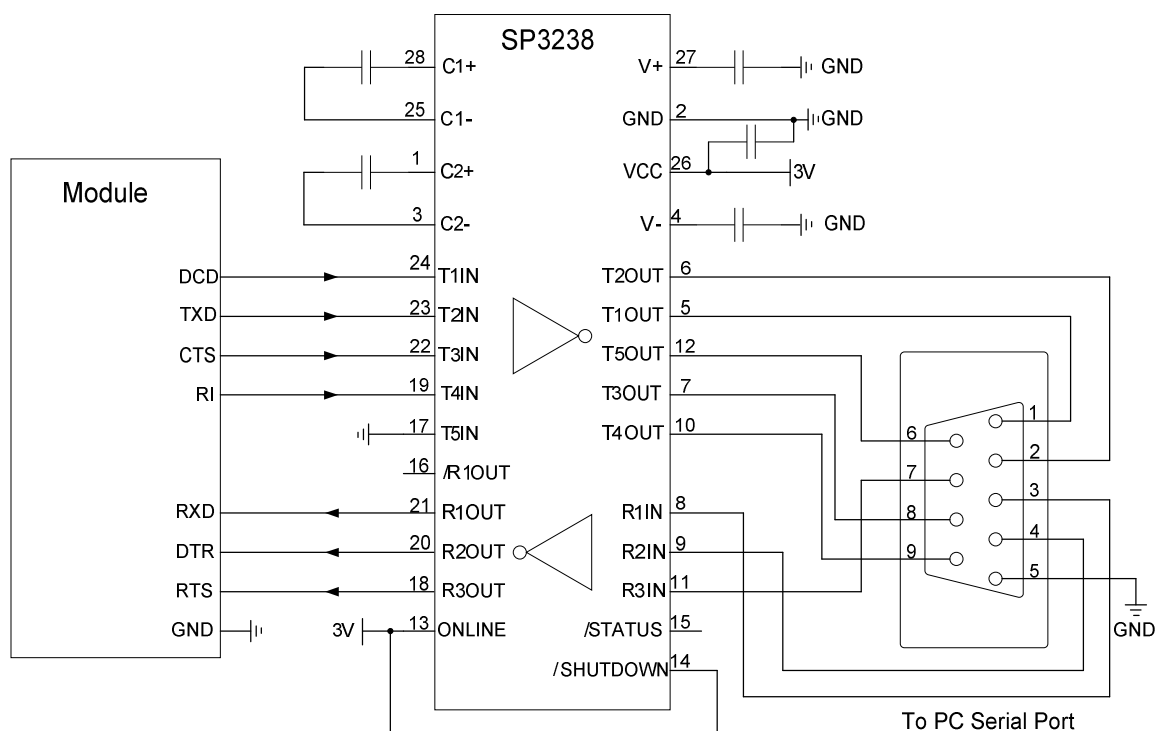 SP3238
28 C1+ V+ 27 GND
25 C1- GND 2 GND
1 C2+ VCC 26 3V
3 C2- V- 4 GND
Module
DCD 24 T1IN T2OUT 6
TXD 23 T2IN T1OUT 5
CTS 22 T3IN T5OUT 12
RI 19 T4IN T3OUT 7
17 T5IN T4OUT 10
16 /R1OUT
RXD 21 R1OUT R1IN 8
DTR 20 R2OUT R2IN 9
RTS 18 R3OUT R3IN 11
GND 3V 13 ONLINE /STATUS 15
/SHUTDOWN 14
1
6
2
7
3
8
4
9
5
GND
To PC Serial Port